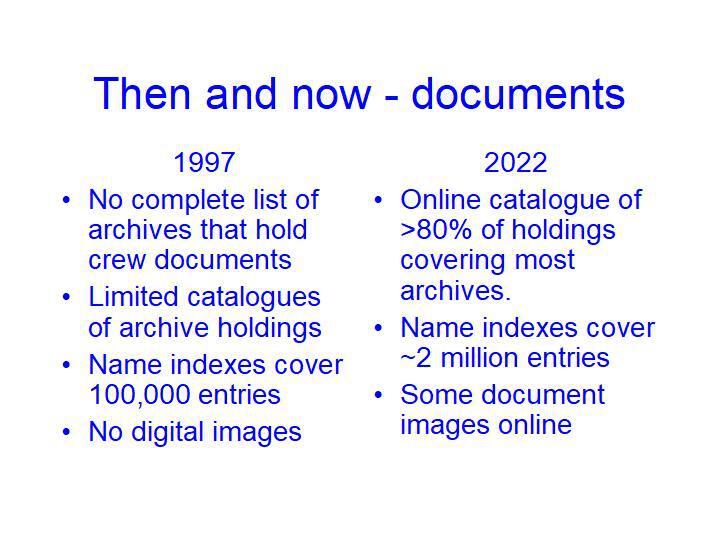 Then and now - documents
1997
• No complete list of
archives that hold
crew documents
• Limited catalogues
of archive holdings
• Name indexes cover
100,000 entries
• No digital images
2022
• Online catalogue of
>80% of holdings
covering most
archives.
• Name indexes cover
~2 million entries
• Some document
images online